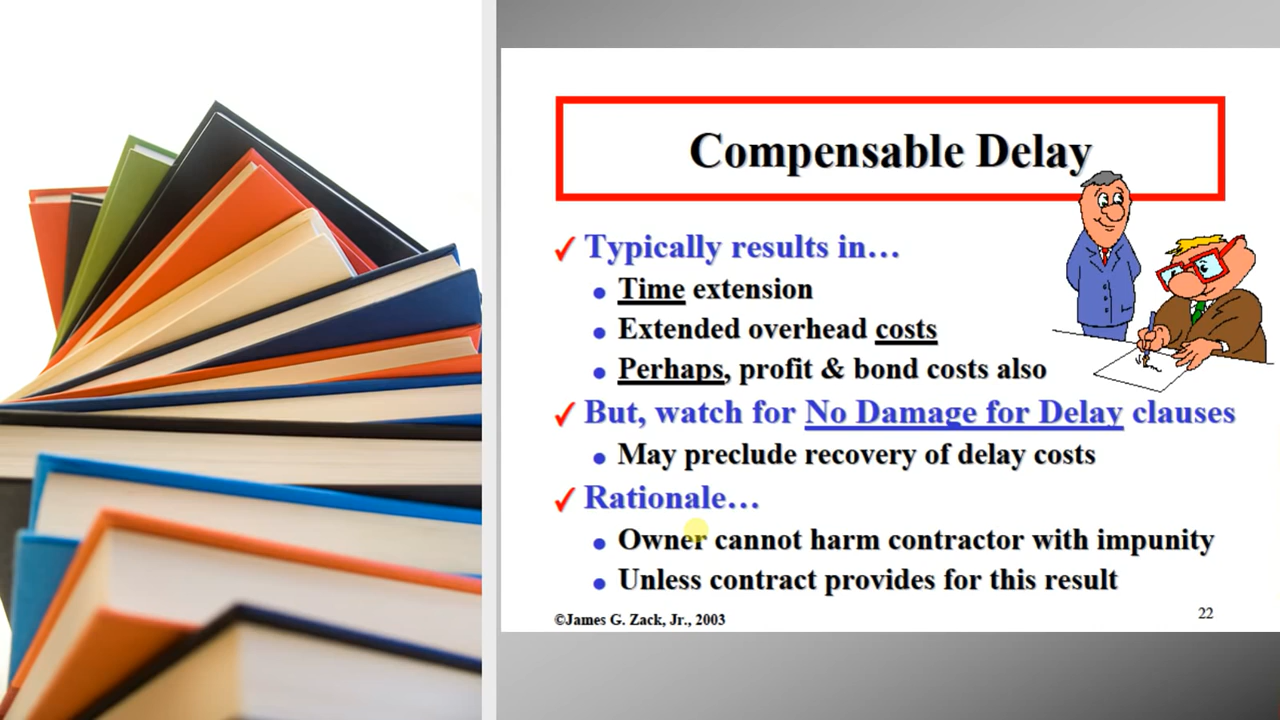 Compensable Delay
✓ Typically results in…
• Time extension
• Extended overhead costs
• Perhaps, profit & bond costs also
✓ But, watch for No Damage for Delay clauses
• May preclude recovery of delay costs
✓ Rationale…
• Owner cannot harm contractor with impunity
• Unless contract provides for this result
©James G. Zack, Jr., 2003
22